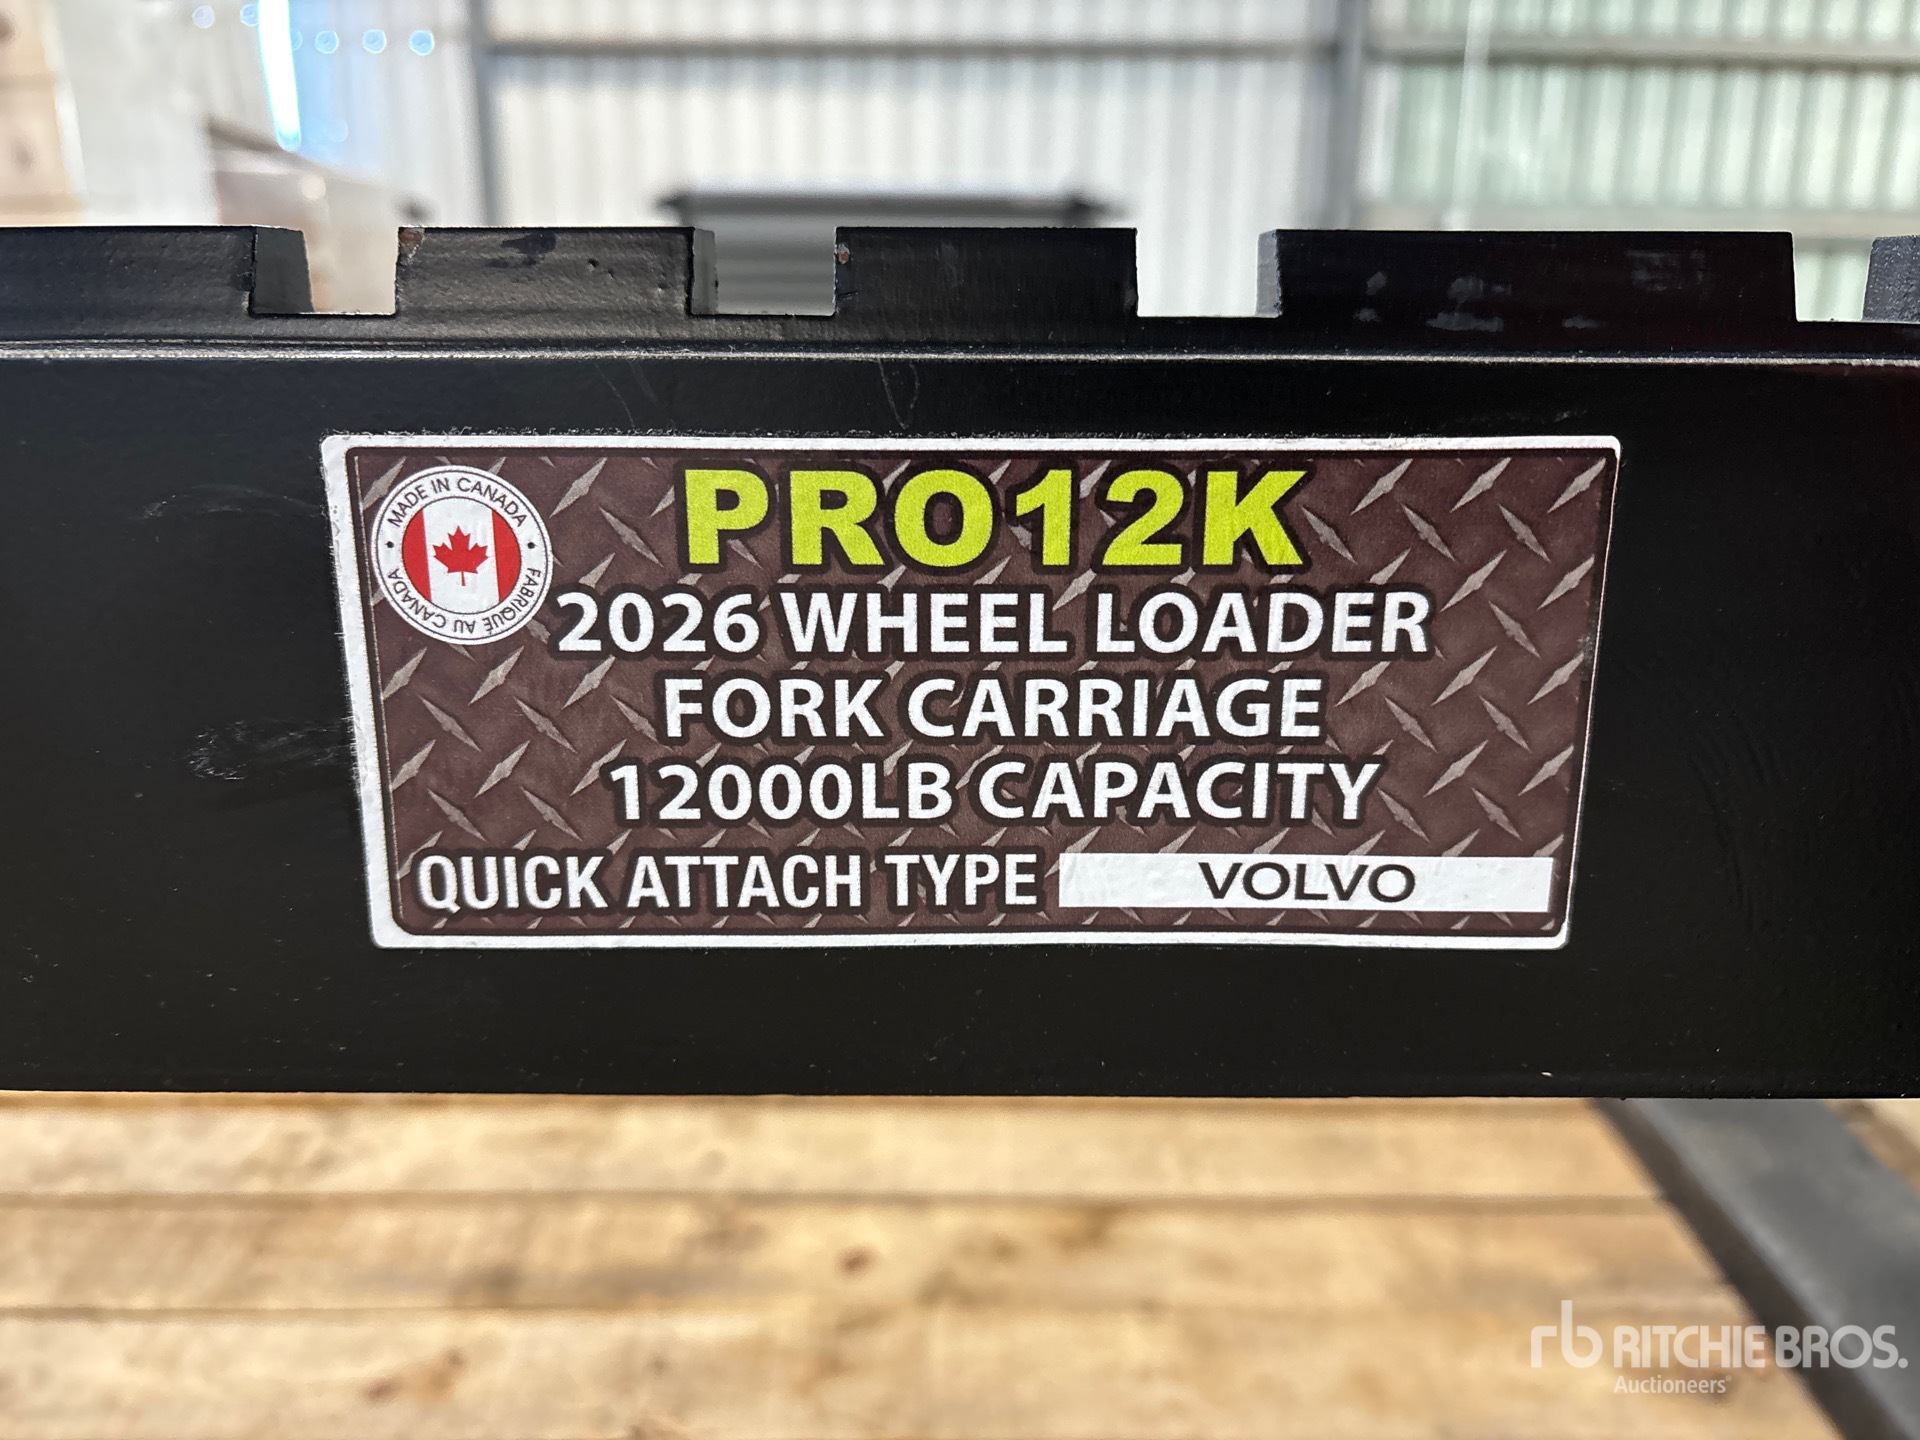 MADE IN CANADA
FABRIQUÉ AU CANADA
PRO12K
2026 WHEEL LOADER
FORK CARRIAGE
12000LB CAPACITY
QUICK ATTACH TYPE VOLVO
rb RITCHIE BROS.
Auctioneers